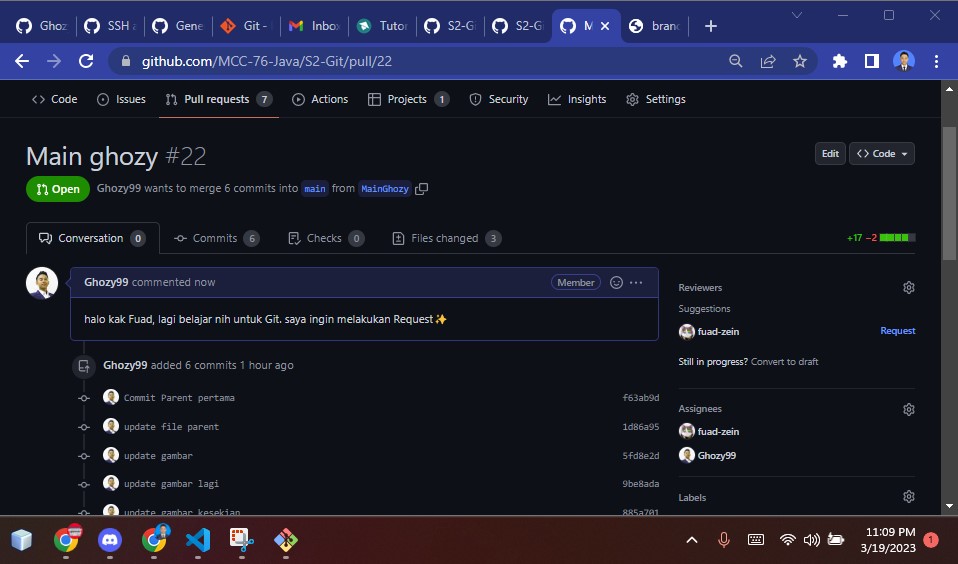 Ghoz
SSH a
Gene
Git -
Inbo
Tutor
S2-Gi
S2-Gi
M
branc
github.com/MCC-76-Java/S2-Git/pull/22
Code
Issues
Pull requests 7
Actions
Projects 1
Security
Insights
Settings
Main ghozy #22
Edit
Code
Open
Ghozy99 wants to merge 6 commits into main from MainGhozy
Conversation 0
Commits 6
Checks 0
Files changed 3
+17 −2
Ghozy99 commented now
Member
halo kak Fuad, lagi belajar nih untuk Git. saya ingin melakukan Request✨
Ghozy99 added 6 commits 1 hour ago
Commit Parent pertama f63ab9d
update file parent 1d86a95
update gambar 5fd8e2d
update gambar lagi 9be8ada
update gambar kesekian 885a701
Reviewers
Suggestions
fuad-zein Request
Still in progress? Convert to draft
Assignees
fuad-zein
Ghozy99
Labels
11:09 PM
3/19/2023
1